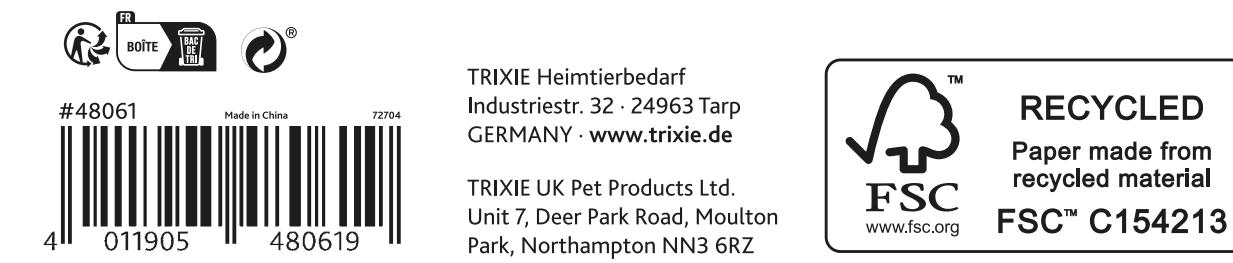 FR
BOÎTE
BAC
DE
TRI
®
#48061
Made in China
72704
4 011905 480619
TRIXIE Heimtierbedarf
Industriestr. 32 · 24963 Tarp
GERMANY · www.trixie.de
TRIXIE UK Pet Products Ltd.
Unit 7, Deer Park Road, Moulton
Park, Northampton NN3 6RZ
TM
FSC
www.fsc.org
RECYCLED
Paper made from
recycled material
FSC™ C154213